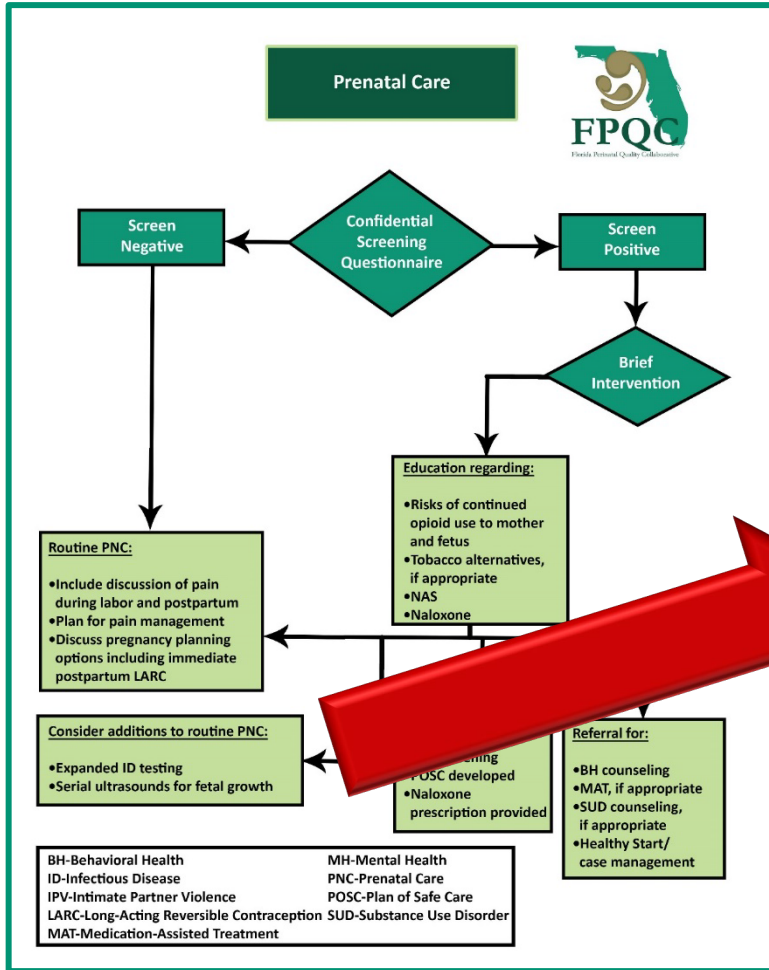 Prenatal Care
FPQC
Florida Perinatal Quality Collaborative
Screen
Negative
Confidential
Screening
Questionnaire
Screen
Positive
Brief
Intervention
Education regarding:
•Risks of continued
opioid use to mother
and fetus
•Tobacco alternatives,
if appropriate
•NAS
•Naloxone
Routine PNC:
•Include discussion of pain
during labor and postpartum
•Plan for pain management
•Discuss pregnancy planning
options including immediate
postpartum LARC
Consider additions to routine PNC:
•Expanded ID testing
•Serial ultrasounds for fetal growth
POSC developed
•Naloxone
prescription provided
Referral for:
•BH counseling
•MAT, if appropriate
•SUD counseling,
if appropriate
•Healthy Start/
case management
BH-Behavioral Health MH-Mental Health
ID-Infectious Disease PNC-Prenatal Care
IPV-Intimate Partner Violence POSC-Plan of Safe Care
LARC-Long-Acting Reversible Contraception SUD-Substance Use Disorder
MAT-Medication-Assisted Treatment